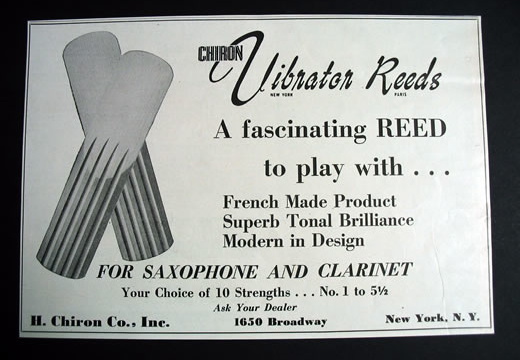 CHIRON Vibrator Reeds
NEW YORK PARIS
A fascinating REED
to play with . . .
French Made Product
Superb Tonal Brilliance
Modern in Design
FOR SAXOPHONE AND CLARINET
Your Choice of 10 Strengths . . . No. 1 to 5½
Ask Your Dealer
H. Chiron Co., Inc. 1650 Broadway New York, N. Y.